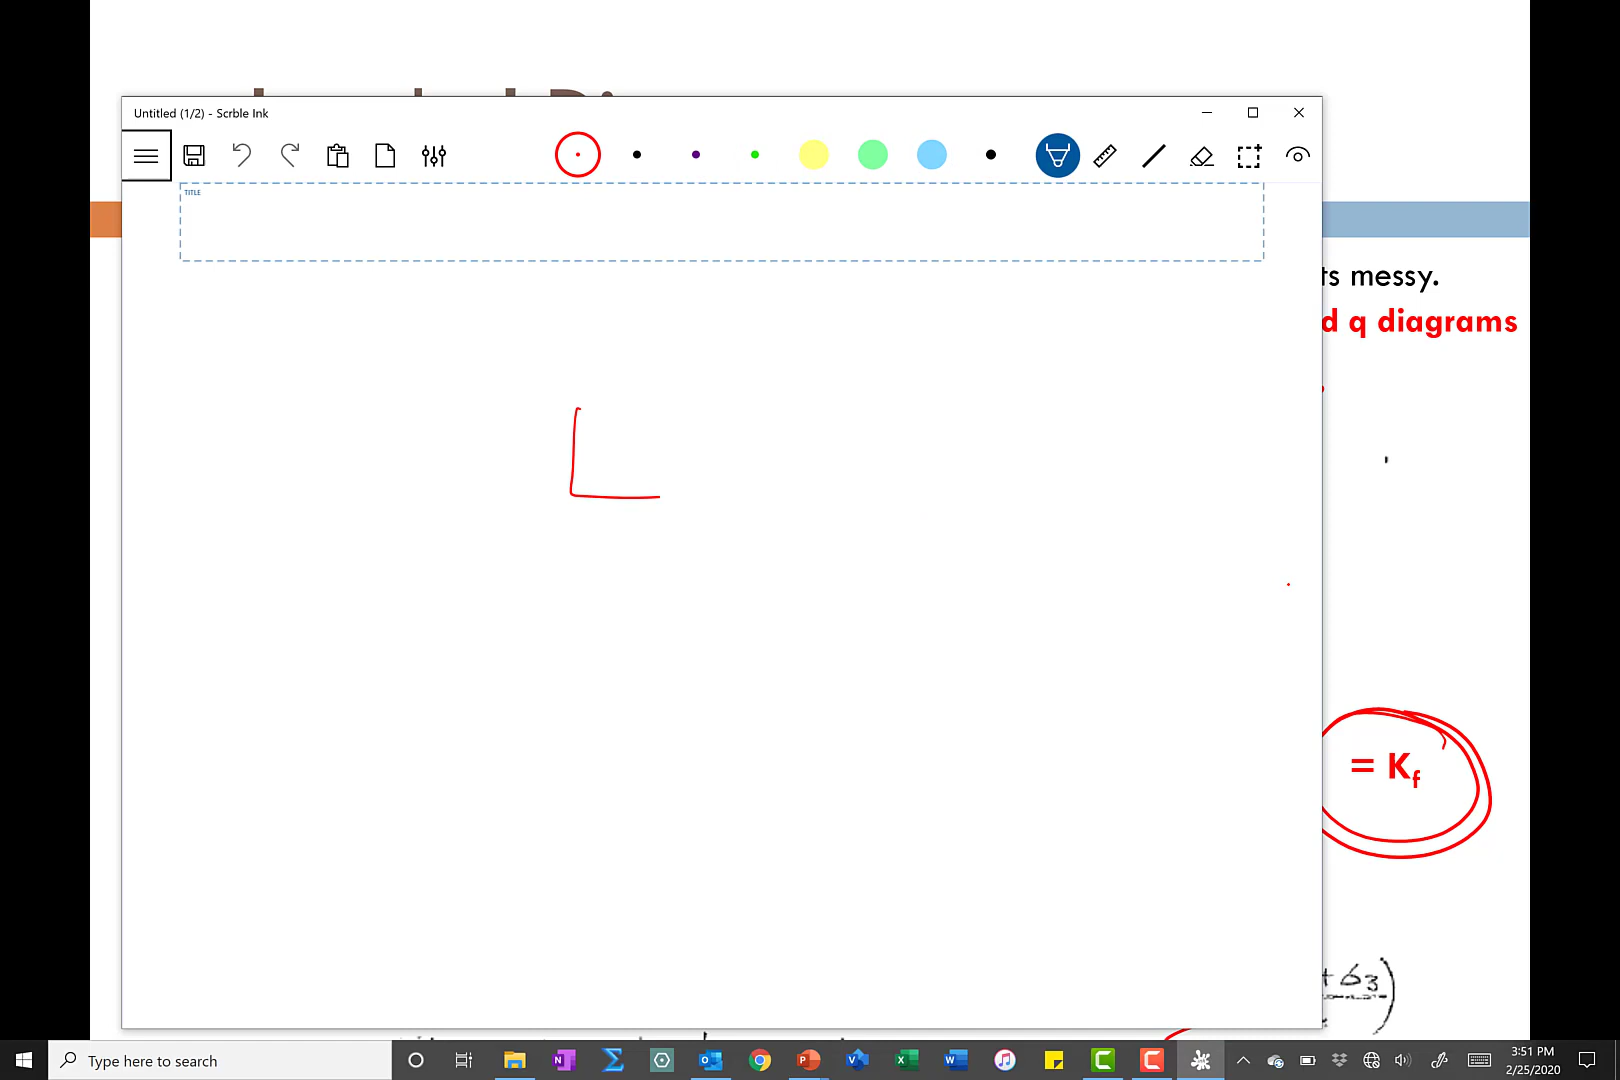 Untitled (1/2) - Scrble Ink
TITLE
ts messy.
d q diagrams
= Kf
+ σ3)
Type here to search
3:51 PM
2/25/2020